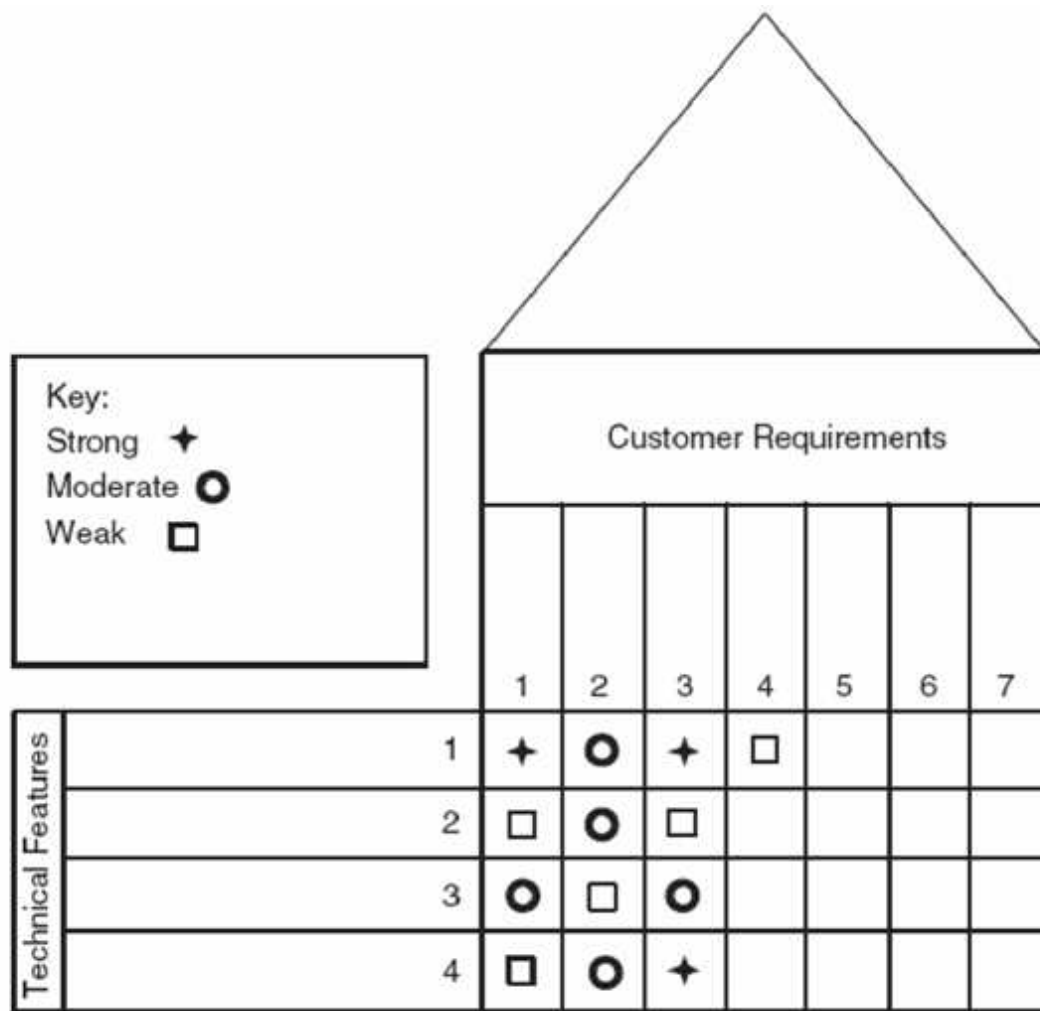 Key:
Strong
Moderate
Weak
Customer Requirements
1 2 3 4 5 6 7
Technical Features
1
2
3
4